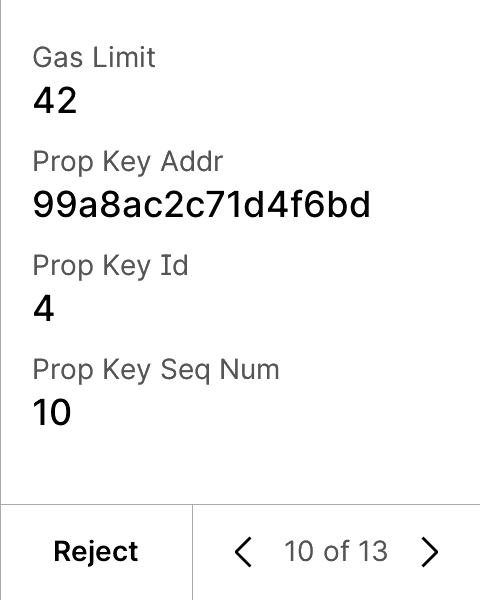 Gas Limit
42
Prop Key Addr
99a8ac2c71d4f6bd
Prop Key Id
4
Prop Key Seq Num
10
Reject
10 of 13